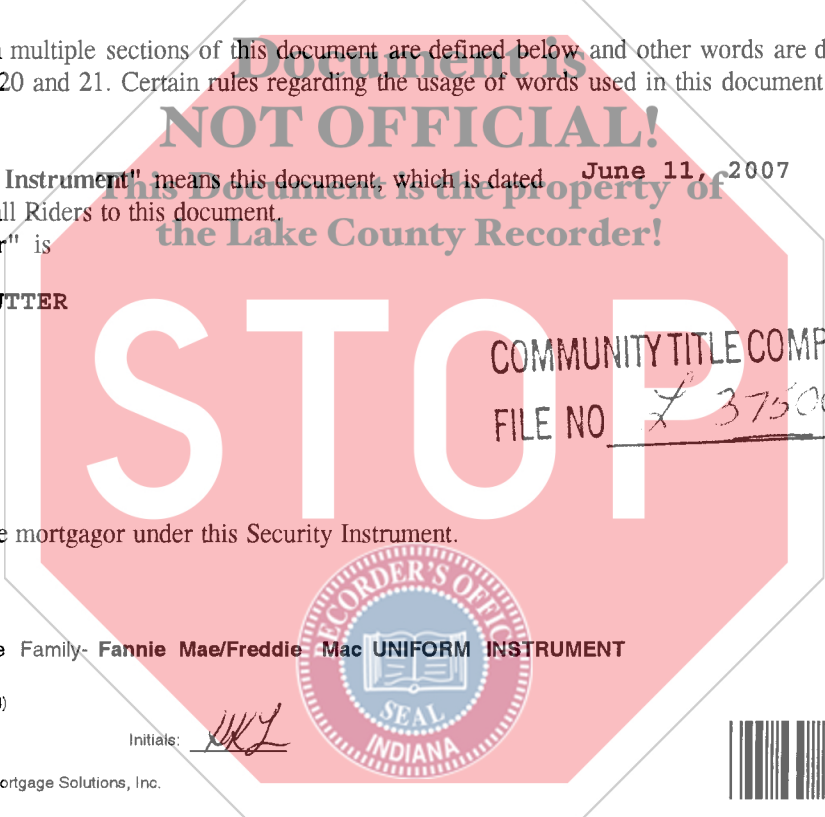 multiple sections of this document are defined below and other words are d
20 and 21. Certain rules regarding the usage of words used in this document
Document is
NOT OFFICIAL!
This Document is the property of
the Lake County Recorder!
Instrument" means this document, which is dated June 11, 2007
ll Riders to this document.
r" is
UTTER
STOP
COMMUNITY TITLE COMP
FILE NO 3750
e mortgagor under this Security Instrument.
RECORDER'S OFFIC
SEAL
INDIANA
e Family- Fannie Mae/Freddie Mac UNIFORM INSTRUMENT
Initials:
ortgage Solutions, Inc.